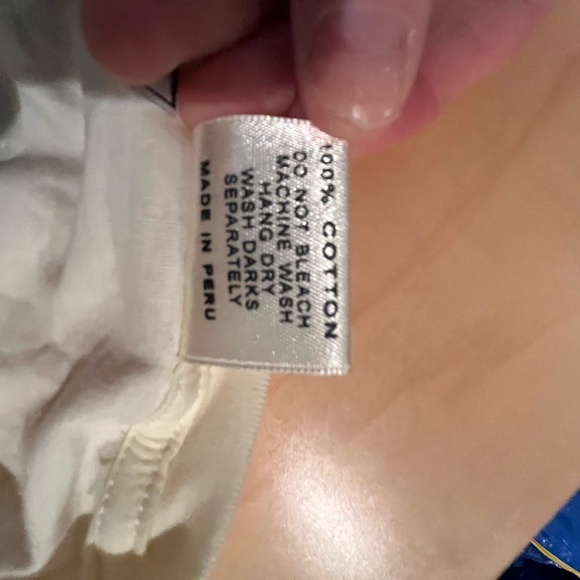 100% COTTON
DO NOT BLEACH
MACHINE WASH
HANG DRY
WASH DARKS
SEPARATELY
MADE IN PERU